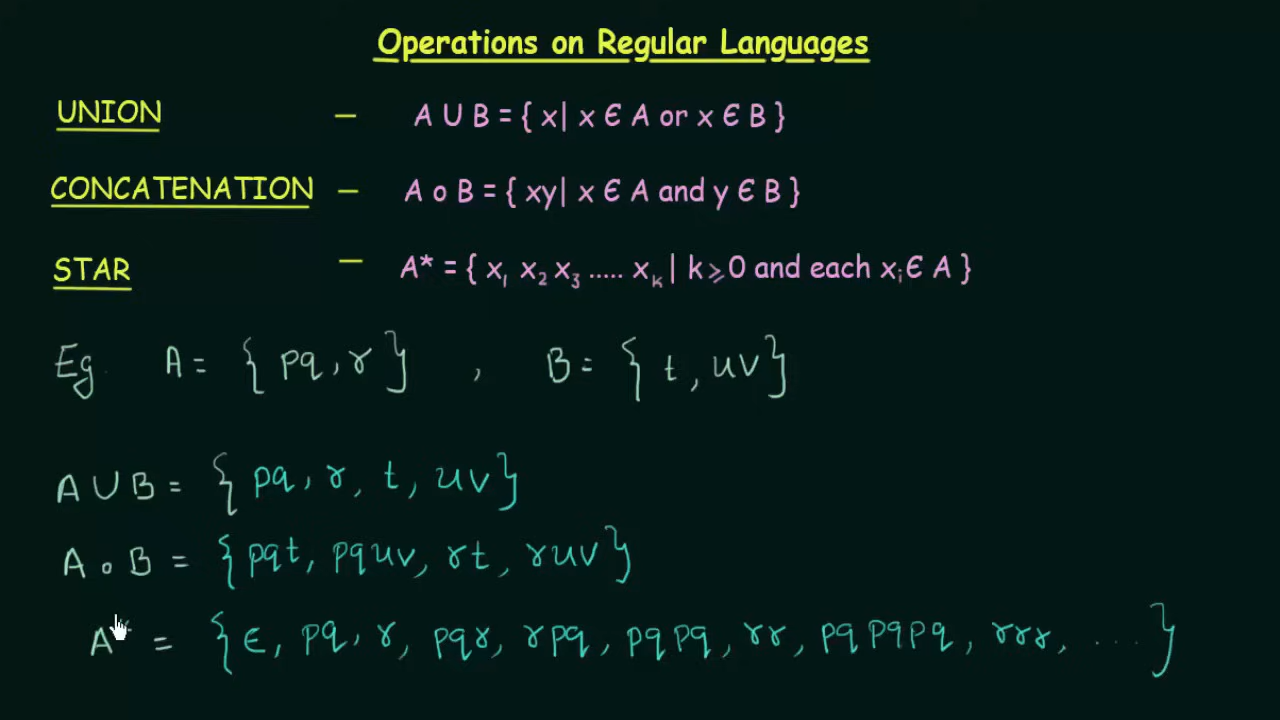 Operations on Regular Languages
UNION – A U B = { x| x ϵ A or x ϵ B }
CONCATENATION – A o B = { xy| x ϵ A and y ϵ B }
STAR – A* = { x₁ x₂ x₃ ..... xₖ | k ⩾ 0 and each xᵢ ϵ A }
Eg. A = { pq, r } , B = { t, uv }
A U B = { pq, r, t, uv }
A o B = { pqt, pquv, rt, ruv }
A* = { ϵ, pq, r, pqr, rpq, pqpq, rr, pqpqpq, rrr, .... }